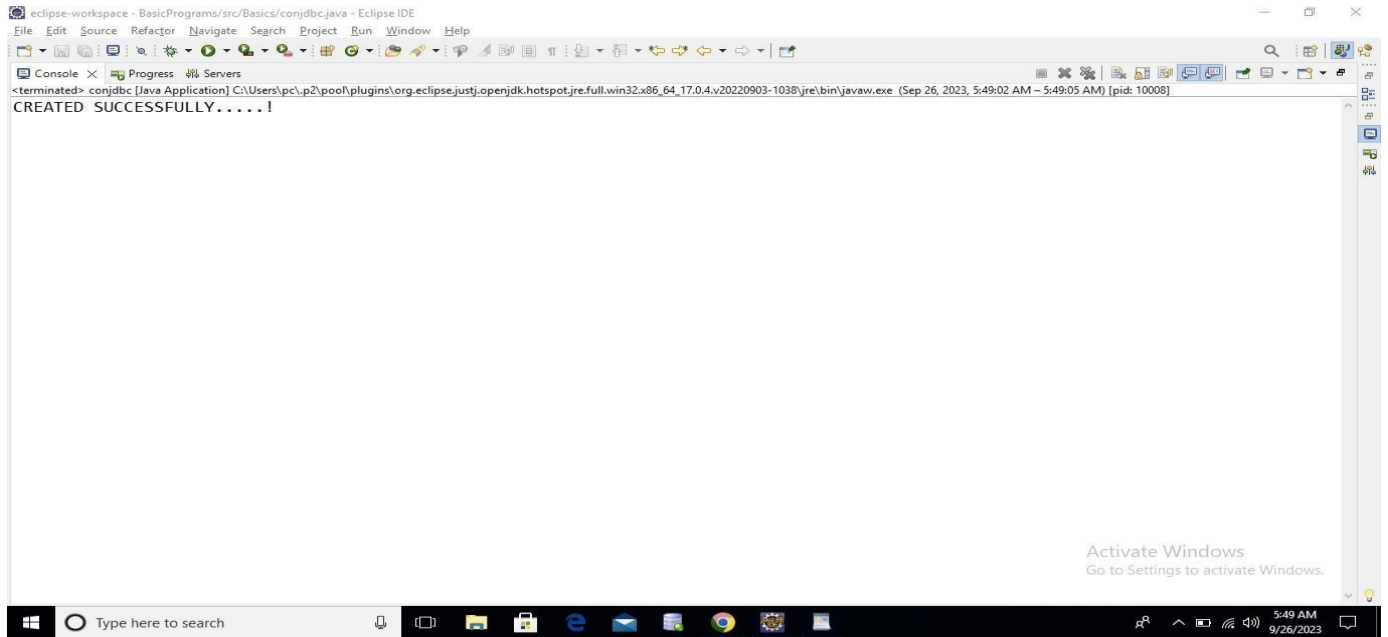 eclipse-workspace - BasicPrograms/src/Basics/conjdbc.java - Eclipse IDE
File Edit Source Refactor Navigate Search Project Run Window Help
Console Progress Servers
<terminated> conjdbc [Java Application] C:\Users\pc\.p2\pool\plugins\org.eclipse.justj.openjdk.hotspot.jre.full.win32.x86_64_17.0.4.v20220903-1038\jre\bin\javaw.exe (Sep 26, 2023, 5:49:02 AM – 5:49:05 AM) [pid: 10008]
CREATED SUCCESSFULLY.....!
Activate Windows
Go to Settings to activate Windows.
Type here to search
5:49 AM
9/26/2023